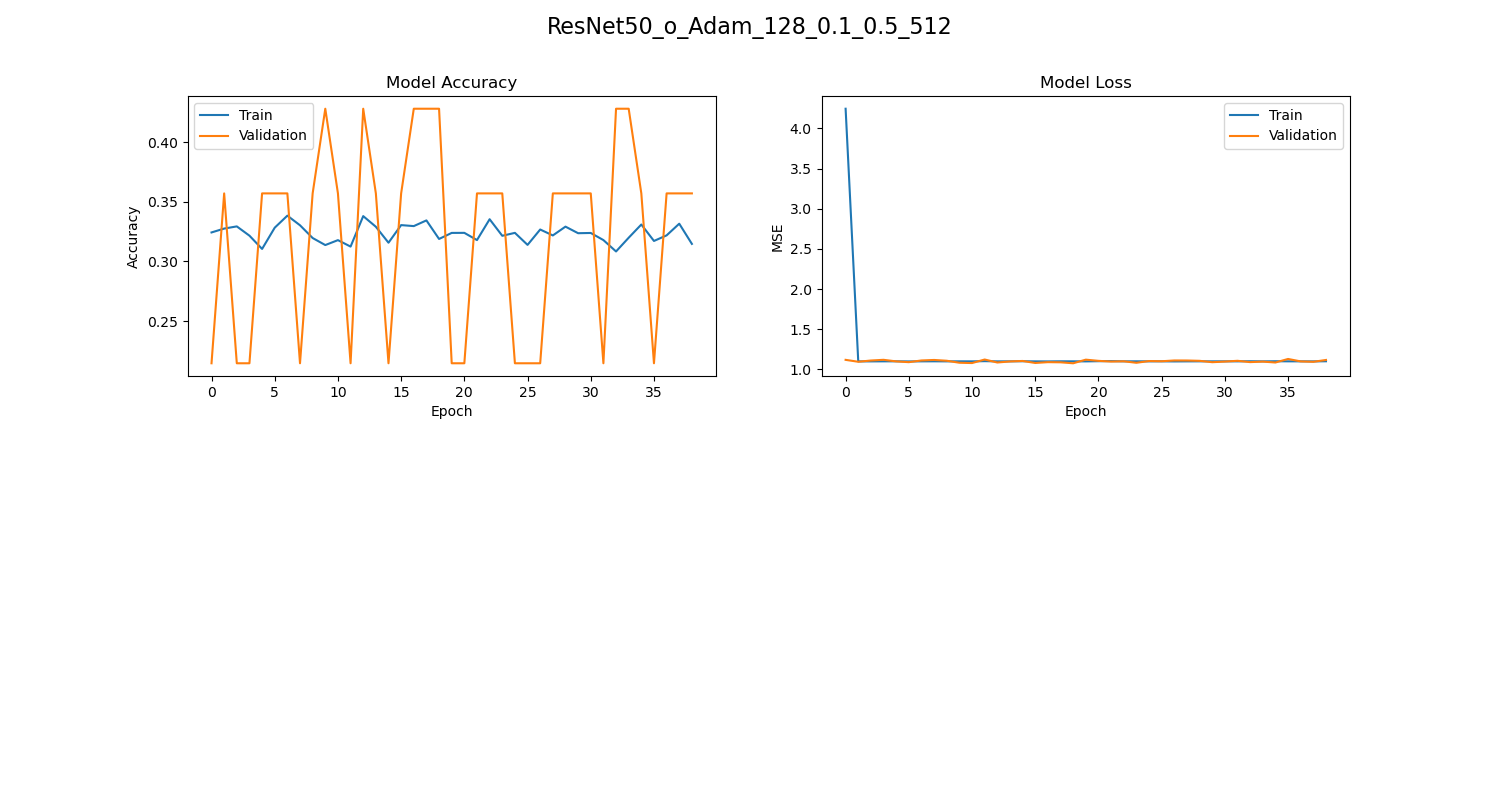 ResNet50_o_Adam_128_0.1_0.5_512
Model Accuracy
Train
Validation
0.40
0.35
0.30
0.25
Accuracy
0 5 10 15 20 25 30 35
Epoch
Model Loss
Train
Validation
4.0
3.5
3.0
2.5
2.0
1.5
1.0
MSE
0 5 10 15 20 25 30 35
Epoch